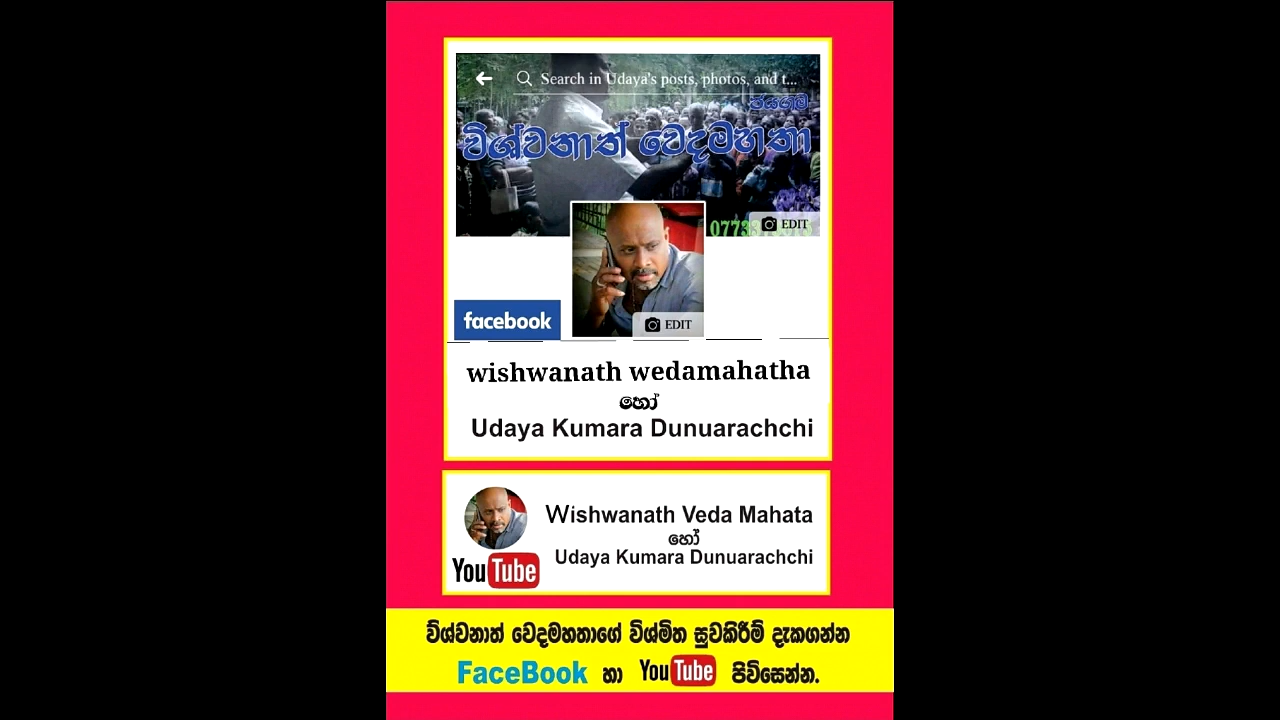 Search in Udaya's posts, photos, and t...
ජයගුම
විශ්වනාත් වෙදමහතා
EDIT
EDIT
facebook
wishwanath wedamahatha
හෝ
Udaya Kumara Dunuarachchi
Wishwanath Veda Mahata
හෝ
Udaya Kumara Dunuarachchi
YouTube
විශ්වනාත් වෙදමහතාගේ විශ්මිත සුවකිරීම් දැකගන්න
FaceBook හා YouTube පිවිසෙන්න.